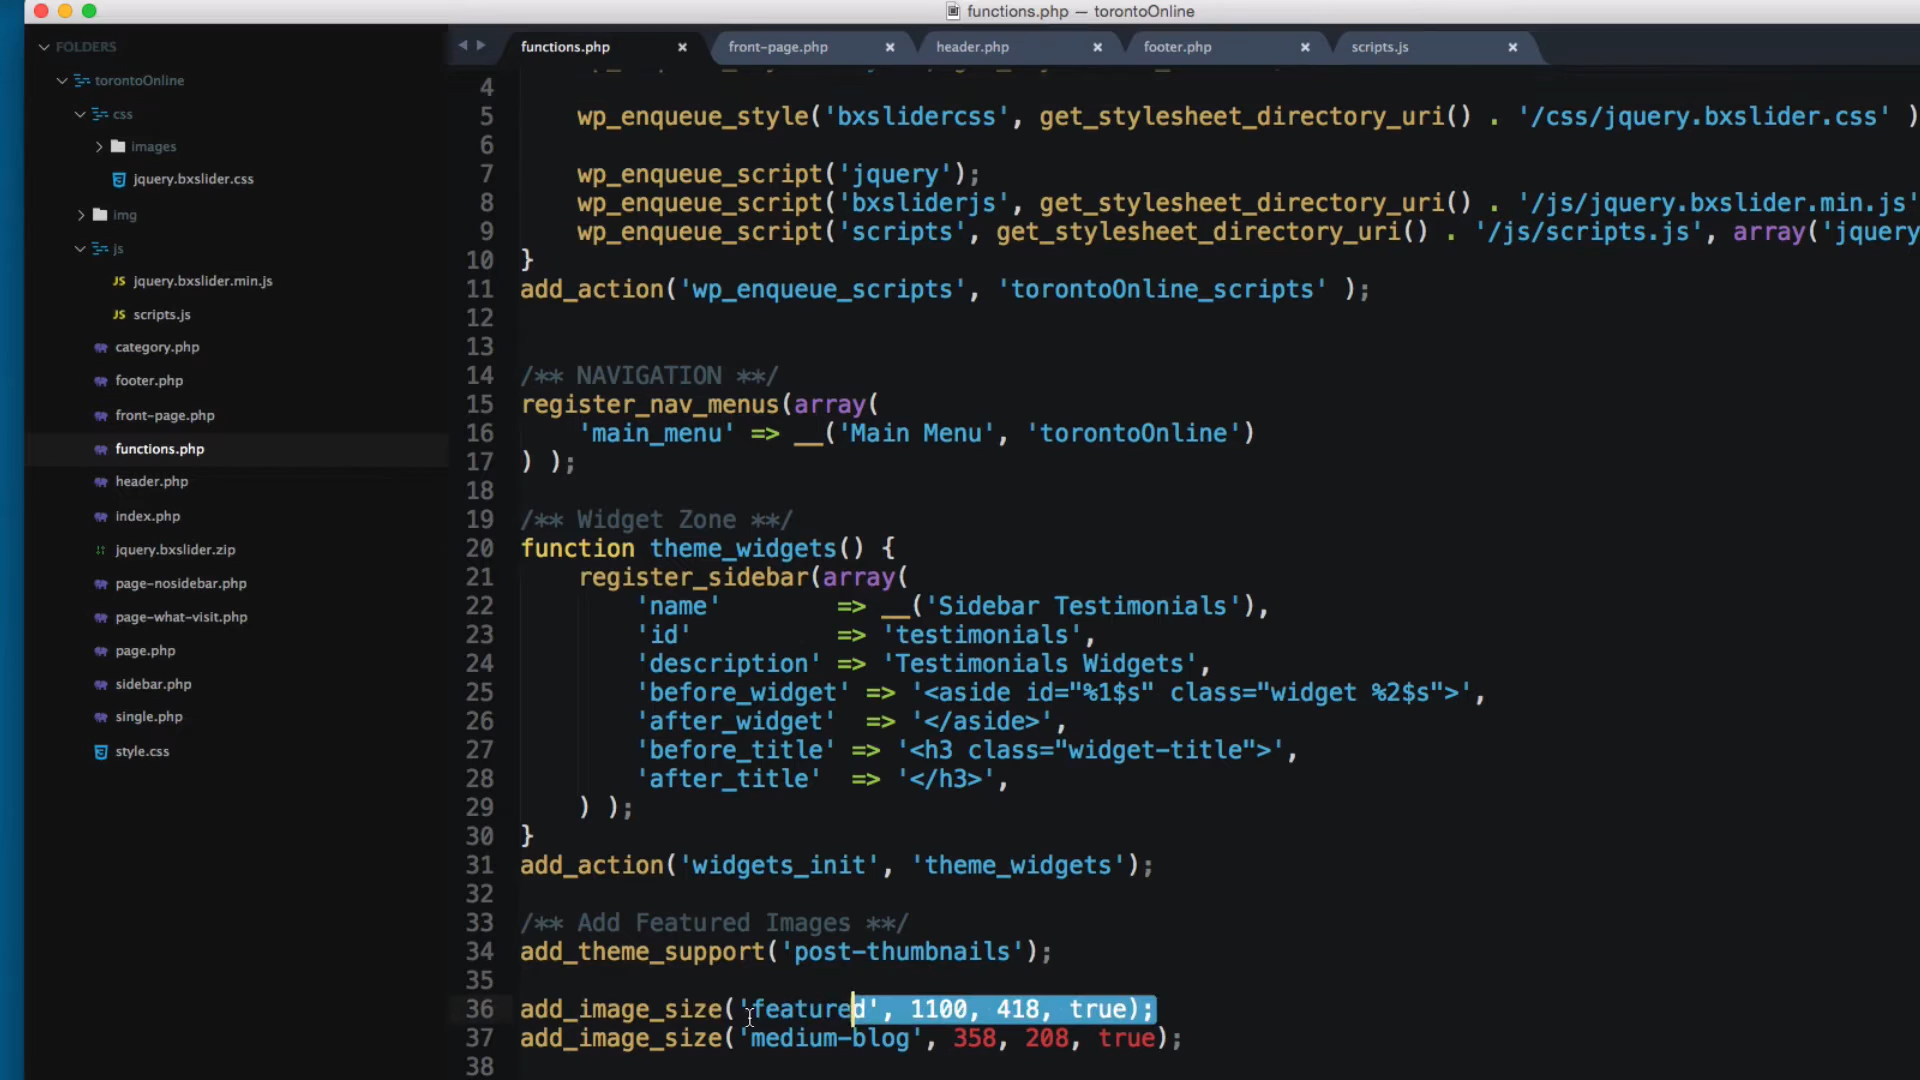 functions.php — torontoOnline
FOLDERS
torontoOnline
css
images
jquery.bxslider.css
img
js
jquery.bxslider.min.js
scripts.js
category.php
footer.php
front-page.php
functions.php
header.php
index.php
jquery.bxslider.zip
page-nosidebar.php
page-what-visit.php
page.php
sidebar.php
single.php
style.css
functions.php front-page.php header.php footer.php scripts.js
4
5 wp_enqueue_style('bxslidercss', get_stylesheet_directory_uri() . '/css/jquery.bxslider.css' )
6
7 wp_enqueue_script('jquery');
8 wp_enqueue_script('bxsliderjs', get_stylesheet_directory_uri() . '/js/jquery.bxslider.min.js'
9 wp_enqueue_script('scripts', get_stylesheet_directory_uri() . '/js/scripts.js', array('jquery
10 }
11 add_action('wp_enqueue_scripts', 'torontoOnline_scripts' );
12
13
14 /** NAVIGATION **/
15 register_nav_menus(array(
16 'main_menu' => __('Main Menu', 'torontoOnline')
17 ) );
18
19 /** Widget Zone **/
20 function theme_widgets() {
21 register_sidebar(array(
22 'name' => __('Sidebar Testimonials'),
23 'id' => 'testimonials',
24 'description' => 'Testimonials Widgets',
25 'before_widget' => '<aside id="%1$s" class="widget %2$s">',
26 'after_widget' => '</aside>',
27 'before_title' => '<h3 class="widget-title">',
28 'after_title' => '</h3>',
29 ) );
30 }
31 add_action('widgets_init', 'theme_widgets');
32
33 /** Add Featured Images **/
34 add_theme_support('post-thumbnails');
35
36 add_image_size('featured', 1100, 418, true);
37 add_image_size('medium-blog', 358, 208, true);
38